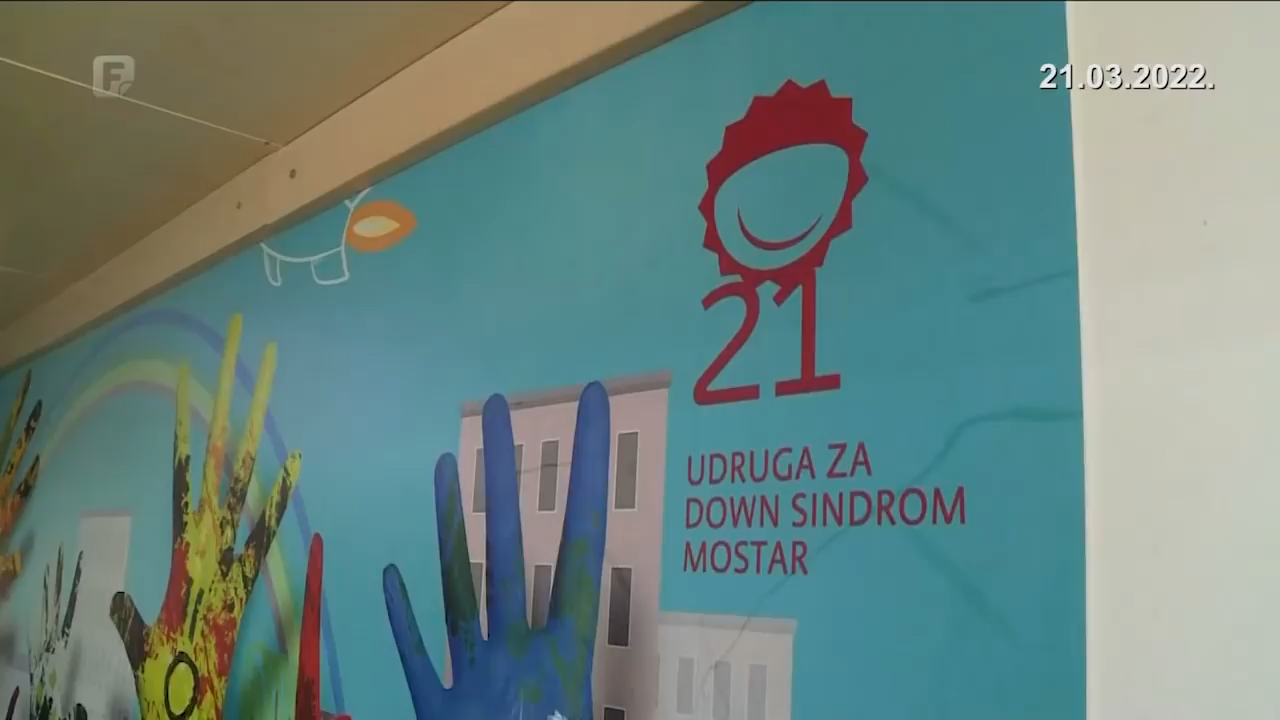 F
21.03.2022.
21
UDRUGA ZA
DOWN SINDROM
MOSTAR